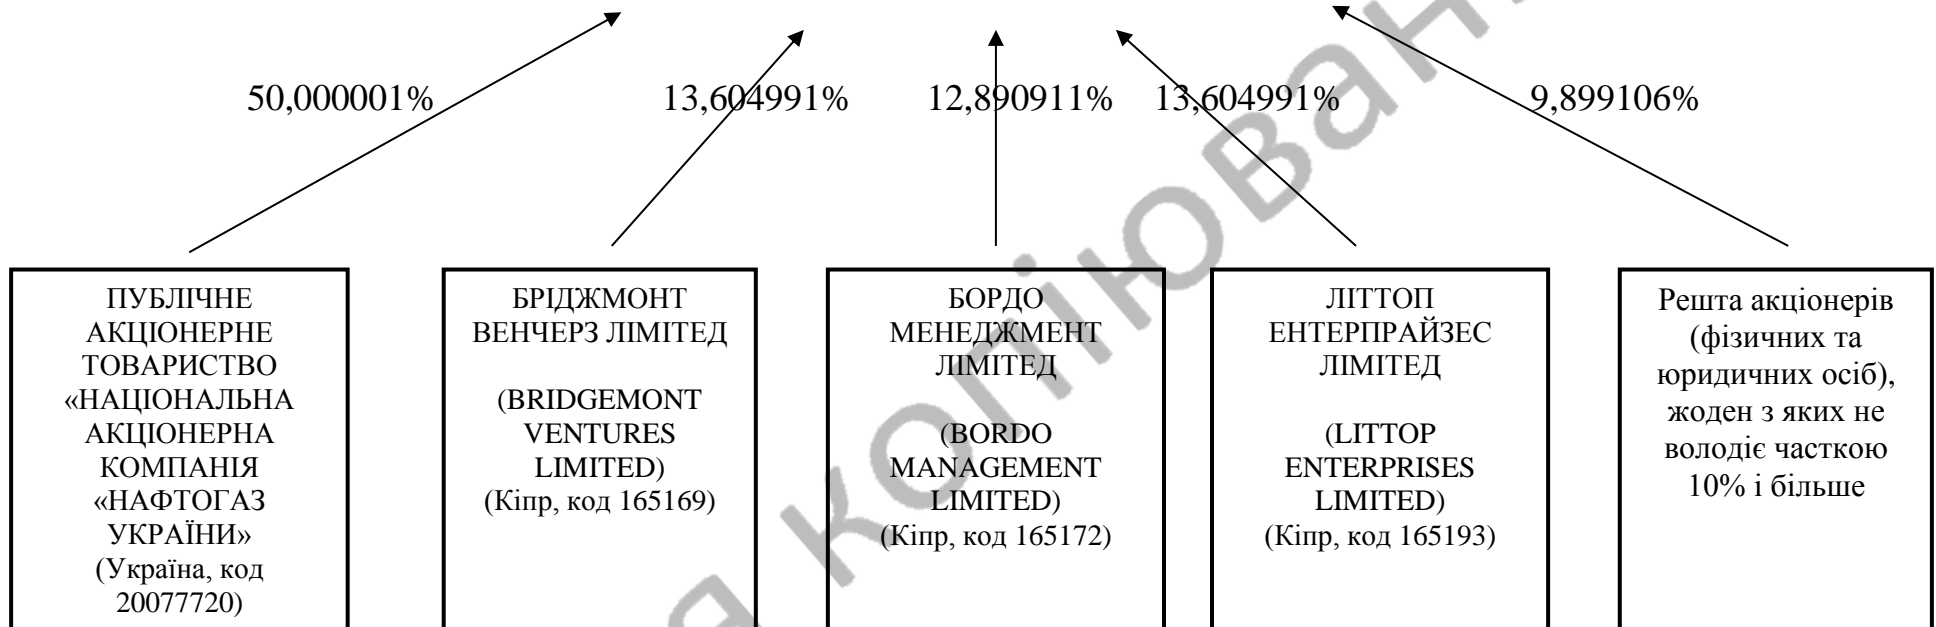 50,000001%
13,604991%
12,890911%
13,604991%
9,899106%
ПУБЛІЧНЕ
АКЦІОНЕРНЕ
ТОВАРИСТВО
«НАЦІОНАЛЬНА
АКЦІОНЕРНА
КОМПАНІЯ
«НАФТОГАЗ
УКРАЇНИ»
(Україна, код
20077720)
БРІДЖМОНТ
ВЕНЧЕРЗ ЛІМІТЕД
(BRIDGEMONT
VENTURES
LIMITED)
(Кіпр, код 165169)
БОРДО
МЕНЕДЖМЕНТ
ЛІМІТЕД
(BORDO
MANAGEMENT
LIMITED)
(Кіпр, код 165172)
ЛІТТОП
ЕНТЕРПРАЙЗЕС
ЛІМІТЕД
(LITTOP
ENTERPRISES
LIMITED)
(Кіпр, код 165193)
Решта акціонерів
(фізичних та
юридичних осіб),
жоден з яких не
володіє часткою
10% і більше